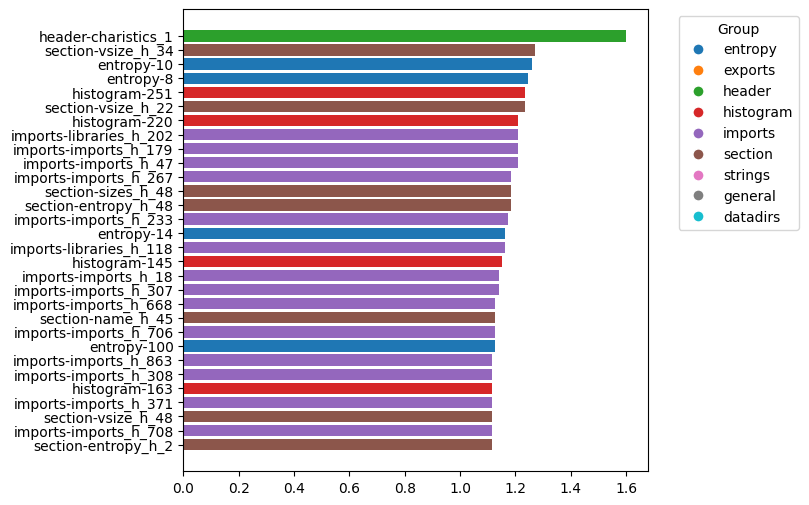 header-charistics_1
section-vsize_h_34
entropy-10
entropy-8
histogram-251
section-vsize_h_22
histogram-220
imports-libraries_h_202
imports-imports_h_179
imports-imports_h_47
imports-imports_h_267
section-sizes_h_48
section-entropy_h_48
imports-imports_h_233
entropy-14
imports-libraries_h_118
histogram-145
imports-imports_h_18
imports-imports_h_307
imports-imports_h_668
section-name_h_45
imports-imports_h_706
entropy-100
imports-imports_h_863
imports-imports_h_308
histogram-163
imports-imports_h_371
section-vsize_h_48
imports-imports_h_708
section-entropy_h_2
0.0 0.2 0.4 0.6 0.8 1.0 1.2 1.4 1.6
Group
entropy
exports
header
histogram
imports
section
strings
general
datadirs